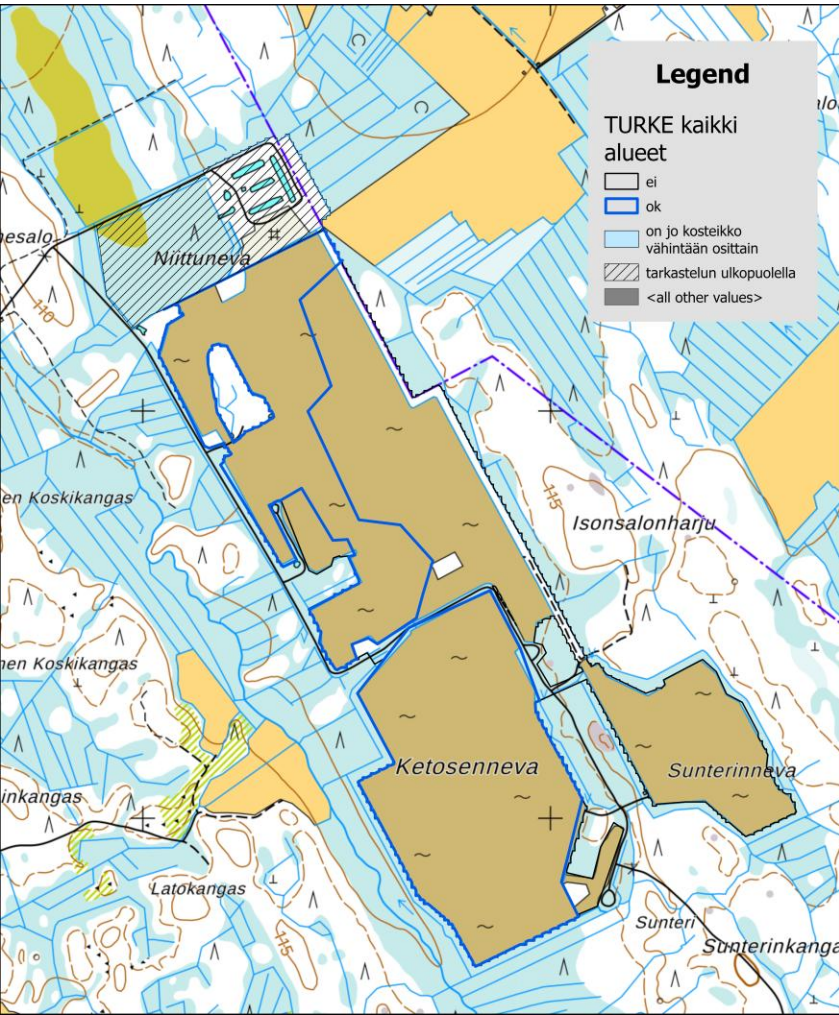 Legend
TURKE kaikki
alueet
ei
ok
on jo kosteikko
vähintään osittain
tarkastelun ulkopuolella
<all other values>
Niittuneva
110
en Koskikangas
115
Isonsalonharju
nen Koskikangas
Ketosenneva
Sunterinneva
inkangas
Latokangas
115
Sunteri
Sunterinkanga